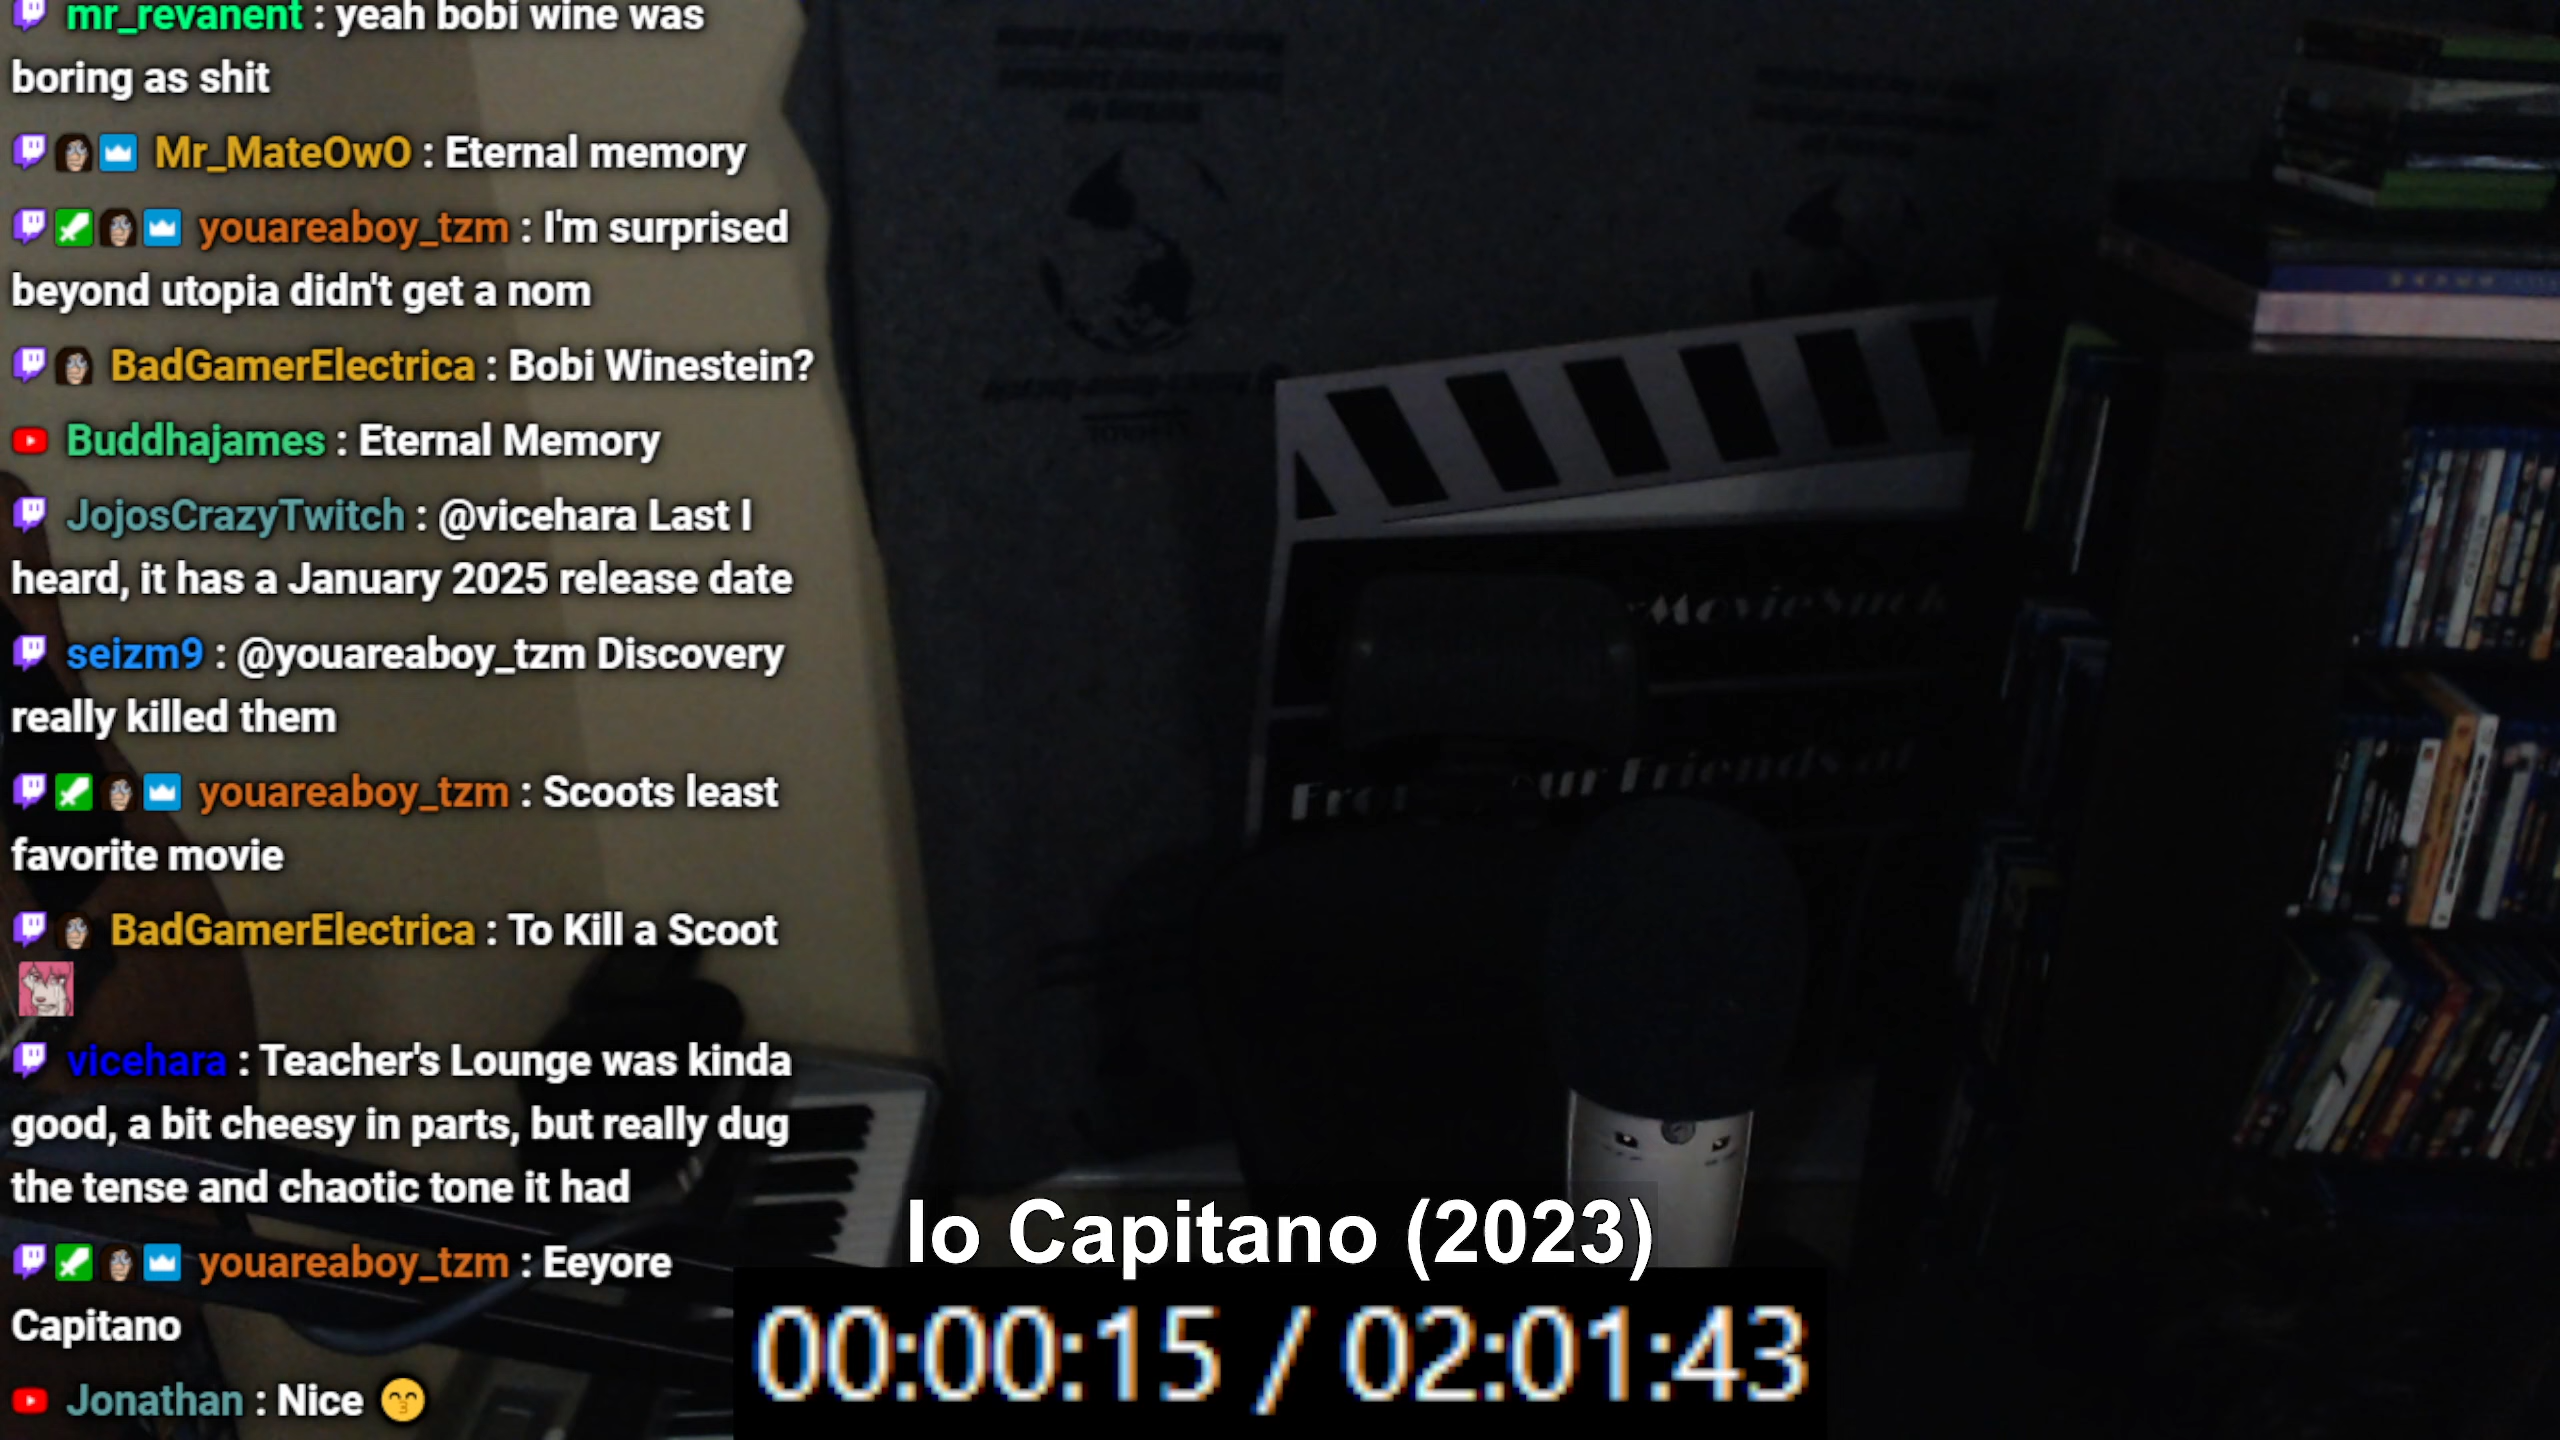 mr_revanent : yeah bobi wine was
boring as shit
Mr_MateOwO : Eternal memory
youareaboy_tzm : I'm surprised
beyond utopia didn't get a nom
BadGamerElectrica : Bobi Winestein?
Buddhajames : Eternal Memory
JojosCrazyTwitch : @vicehara Last I
heard, it has a January 2025 release date
seizm9 : @youareaboy_tzm Discovery
really killed them
youareaboy_tzm : Scoots least
favorite movie
BadGamerElectrica : To Kill a Scoot
vicehara : Teacher's Lounge was kinda
good, a bit cheesy in parts, but really dug
the tense and chaotic tone it had
youareaboy_tzm : Eeyore
Capitano
Jonathan : Nice 😙
Friends
Io Capitano (2023)
00:00:15 / 02:01:43